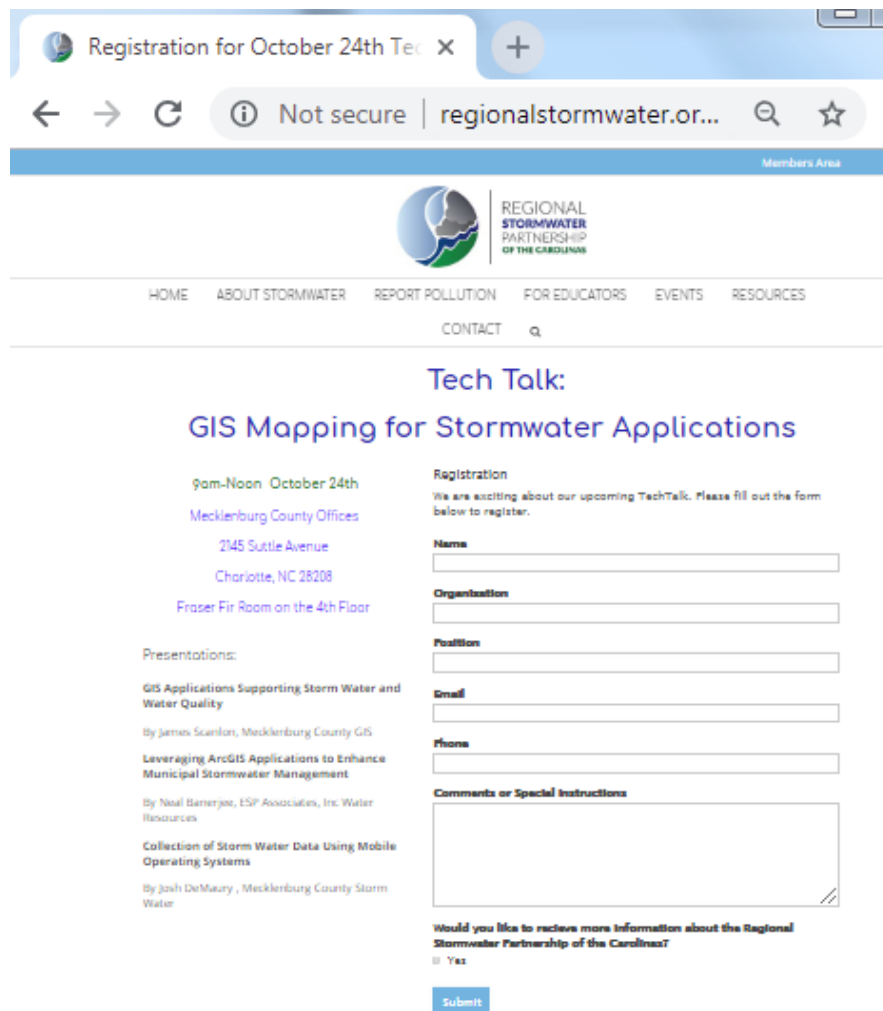 Registration for October 24th Tec
Not secure | regionalstormwater.or...
Members Area
REGIONAL
STORMWATER
PARTNERSHIP
OF THE CAROLINAS
HOME ABOUT STORMWATER REPORT POLLUTION FOR EDUCATORS EVENTS RESOURCES
CONTACT
Tech Talk:
GIS Mapping for Stormwater Applications
9am-Noon October 24th
Mecklenburg County Offices
2145 Suttle Avenue
Charlotte, NC 28208
Fraser Fir Room on the 4th Floor
Presentations:
GIS Applications Supporting Storm Water and
Water Quality
By James Scanlon, Mecklenburg County GIS
Leveraging ArcGIS Applications to Enhance
Municipal Stormwater Management
By Neal Banerjee, ESP Associates, Inc Water
Resources
Collection of Storm Water Data Using Mobile
Operating Systems
By Josh DeMaury , Mecklenburg County Storm
Water
Registration
We are exciting about our upcoming TechTalk. Please fill out the form
below to register.
Name
Organization
Position
Email
Phone
Comments or Special Instructions
Would you like to recieve more information about the Regional
Stormwater Partnership of the Carolinas?
Yes
Submit